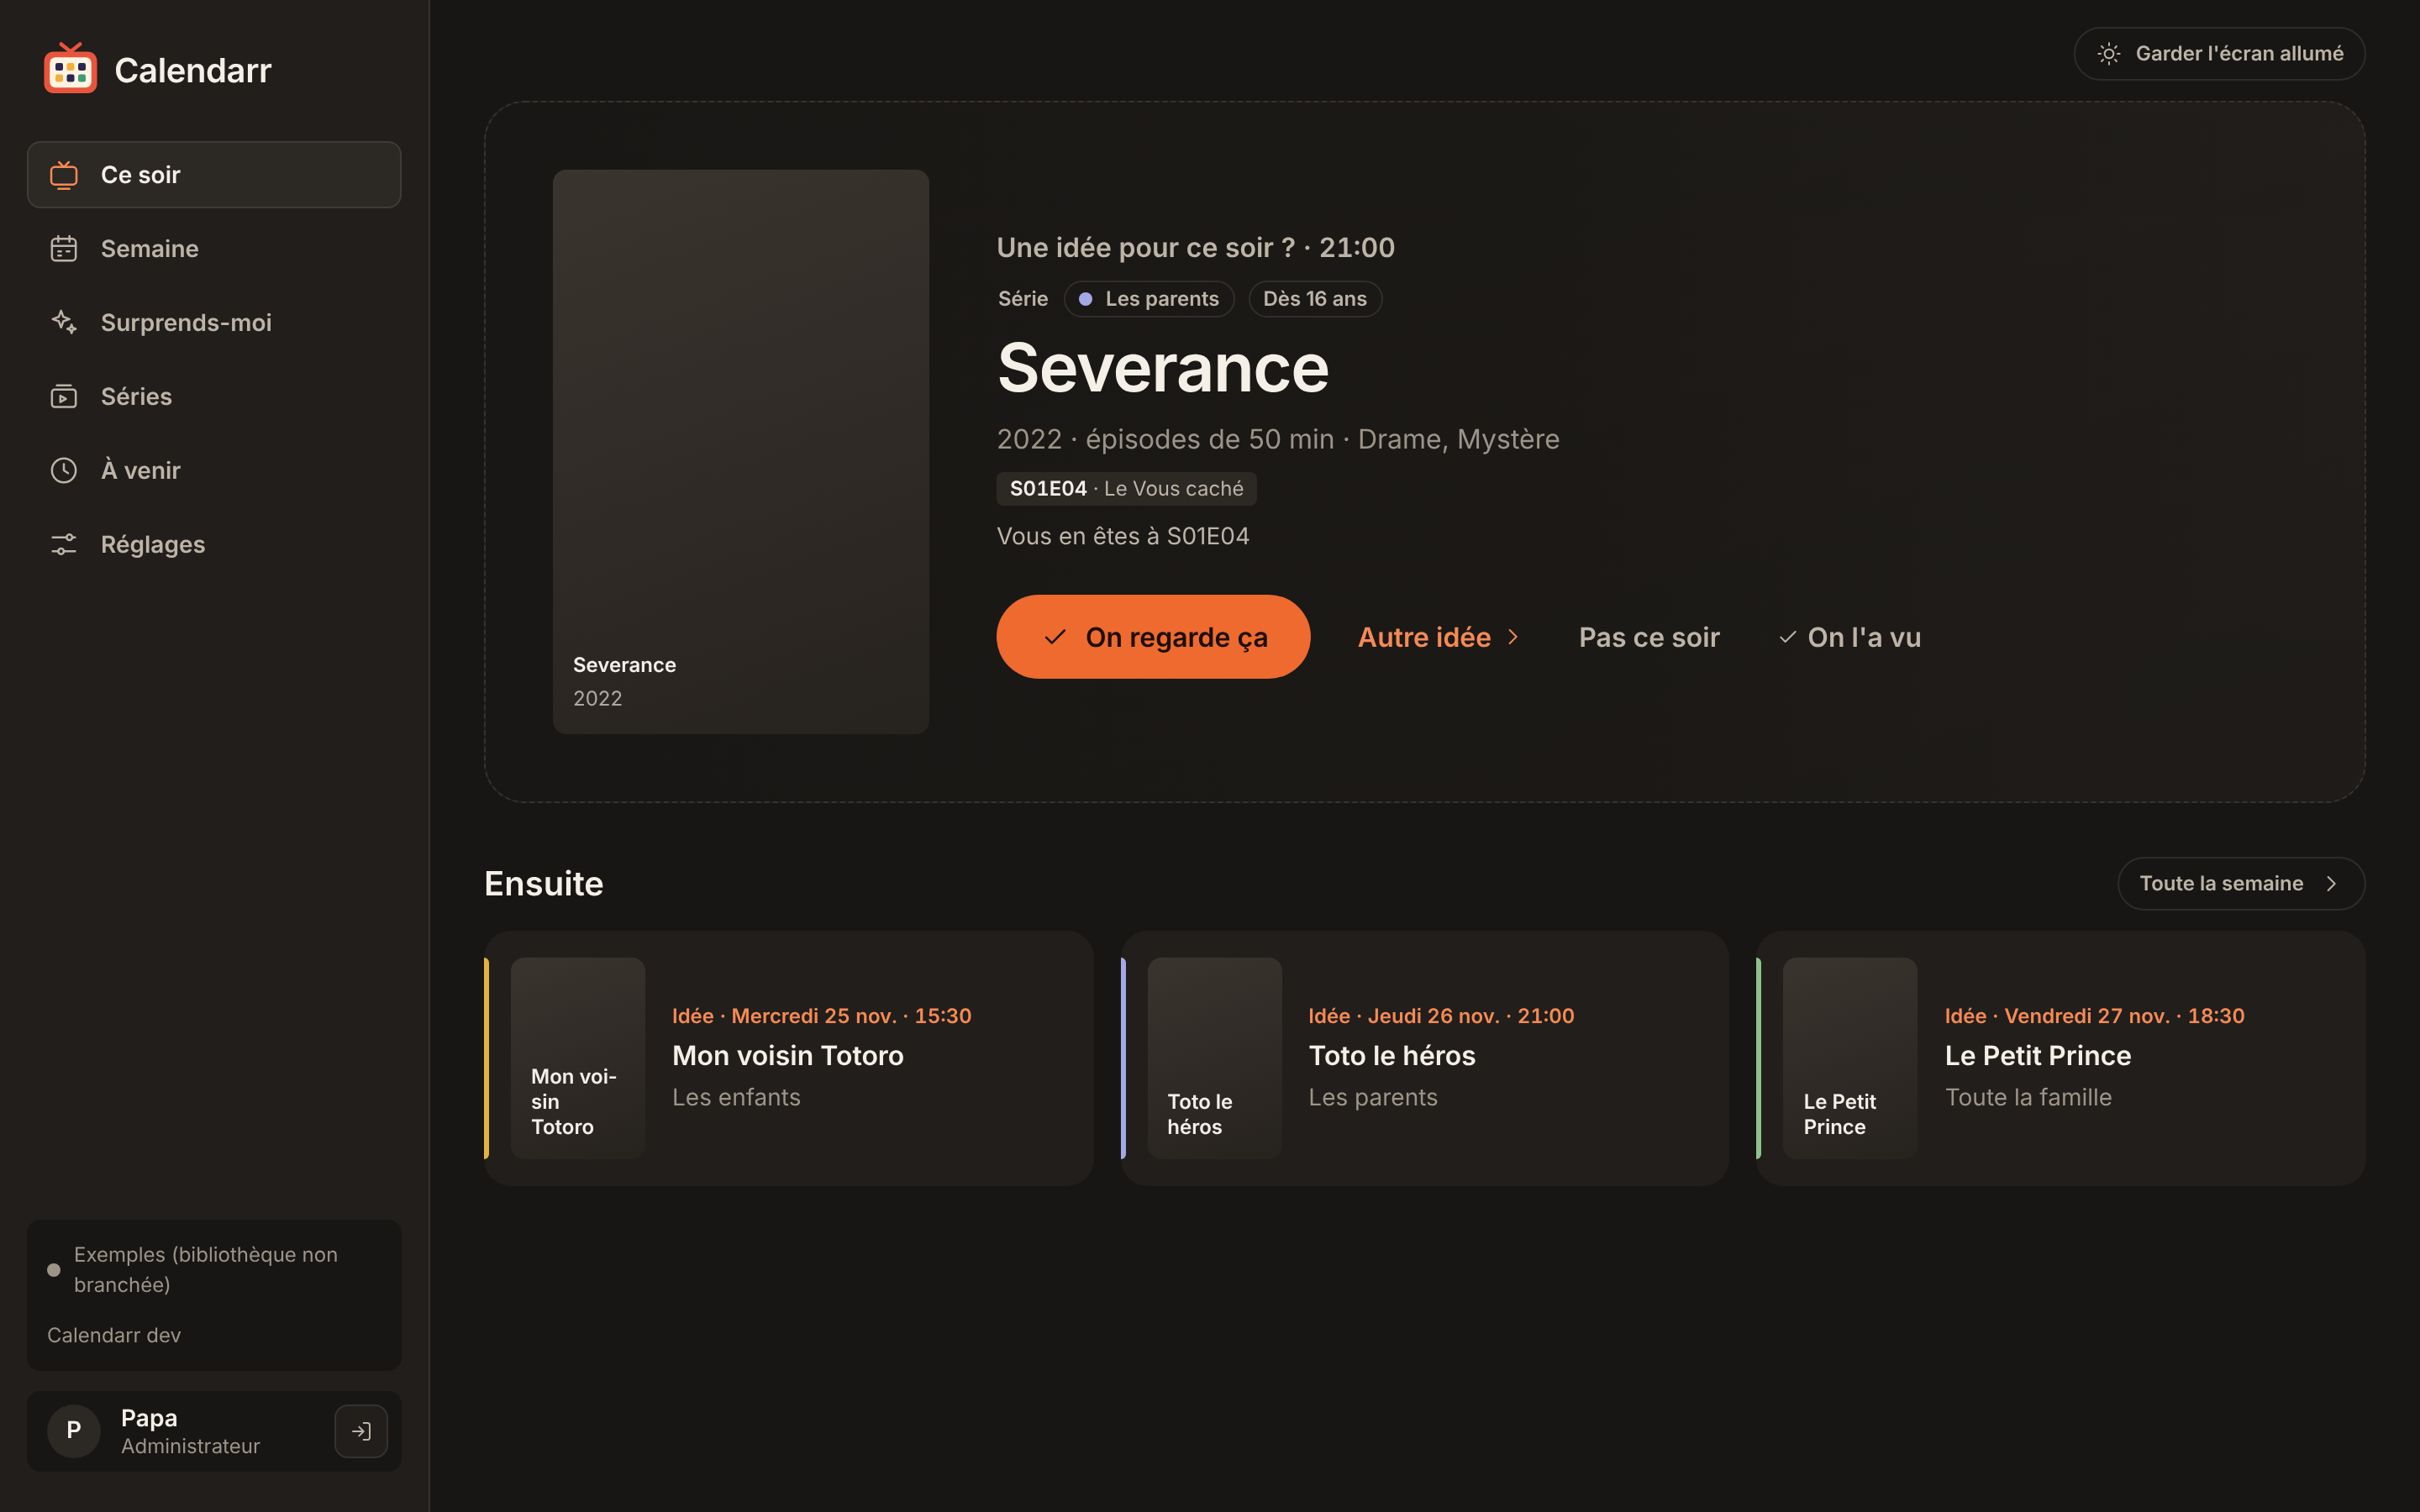 Calendarr
Ce soir
Semaine
Surprends-moi
Séries
À venir
Réglages
Exemples (bibliothèque non
branchée)
Calendarr dev
P
Papa
Administrateur
Garder l'écran allumé
Severance
2022
Une idée pour ce soir ? · 21:00
Série
Les parents
Dès 16 ans
Severance
2022 · épisodes de 50 min · Drame, Mystère
S01E04 · Le Vous caché
Vous en êtes à S01E04
On regarde ça
Autre idée
Pas ce soir
On l'a vu
Ensuite
Toute la semaine
Mon voi-
sin
Totoro
Idée · Mercredi 25 nov. · 15:30
Mon voisin Totoro
Les enfants
Toto le
héros
Idée · Jeudi 26 nov. · 21:00
Toto le héros
Les parents
Le Petit
Prince
Idée · Vendredi 27 nov. · 18:30
Le Petit Prince
Toute la famille